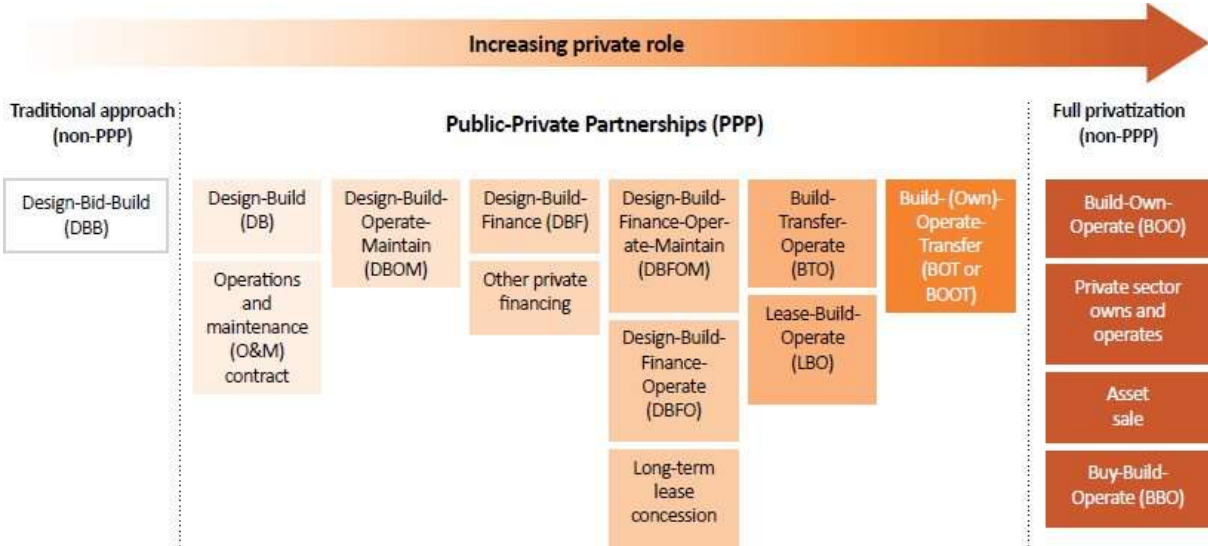 Increasing private role
Traditional approach
(non-PPP)
Public-Private Partnerships (PPP)
Full privatization
(non-PPP)
Design-Bid-Build
(DBB)
Design-Build
(DB)
Operations
and
maintenance
(O&M)
contract
Design-Build-
Operate-
Maintain
(DBOM)
Design-Build-
Finance (DBF)
Other private
financing
Design-Build-
Finance-Oper-
ate-Maintain
(DBFOM)
Design-Build-
Finance-
Operate
(DBFO)
Long-term
lease
concession
Build-
Transfer-
Operate
(BTO)
Lease-Build-
Operate
(LBO)
Build- (Own)-
Operate-
Transfer
(BOT or
BOOT)
Build-Own-
Operate (BOO)
Private sector
owns and
operates
Asset
sale
Buy-Build-
Operate (BBO)